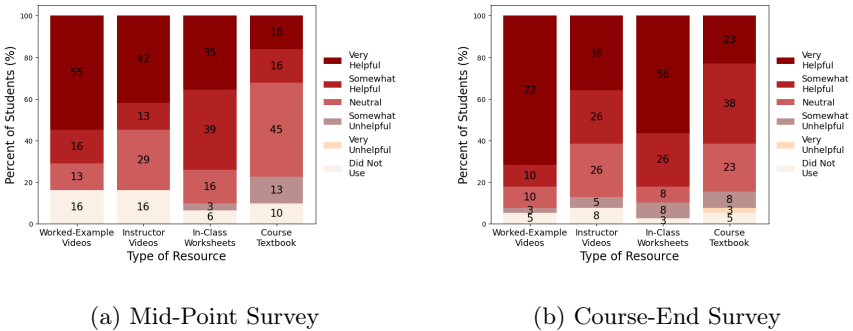 100
80
60
40
20
0
Percent of Students (%)
55
16
13
16
42
13
29
16
35
39
16
3
6
16
16
45
13
10
Worked-Example
Videos
Instructor
Videos
In-Class
Worksheets
Course
Textbook
Type of Resource
Very
Helpful
Somewhat
Helpful
Neutral
Somewhat
Unhelpful
Very
Unhelpful
Did Not
Use
(a) Mid-Point Survey
100
80
60
40
20
0
Percent of Students (%)
72
10
10
3
5
36
26
26
5
8
56
26
8
8
3
23
38
23
8
3
5
Worked-Example
Videos
Instructor
Videos
In-Class
Worksheets
Course
Textbook
Type of Resource
Very
Helpful
Somewhat
Helpful
Neutral
Somewhat
Unhelpful
Very
Unhelpful
Did Not
Use
(b) Course-End Survey